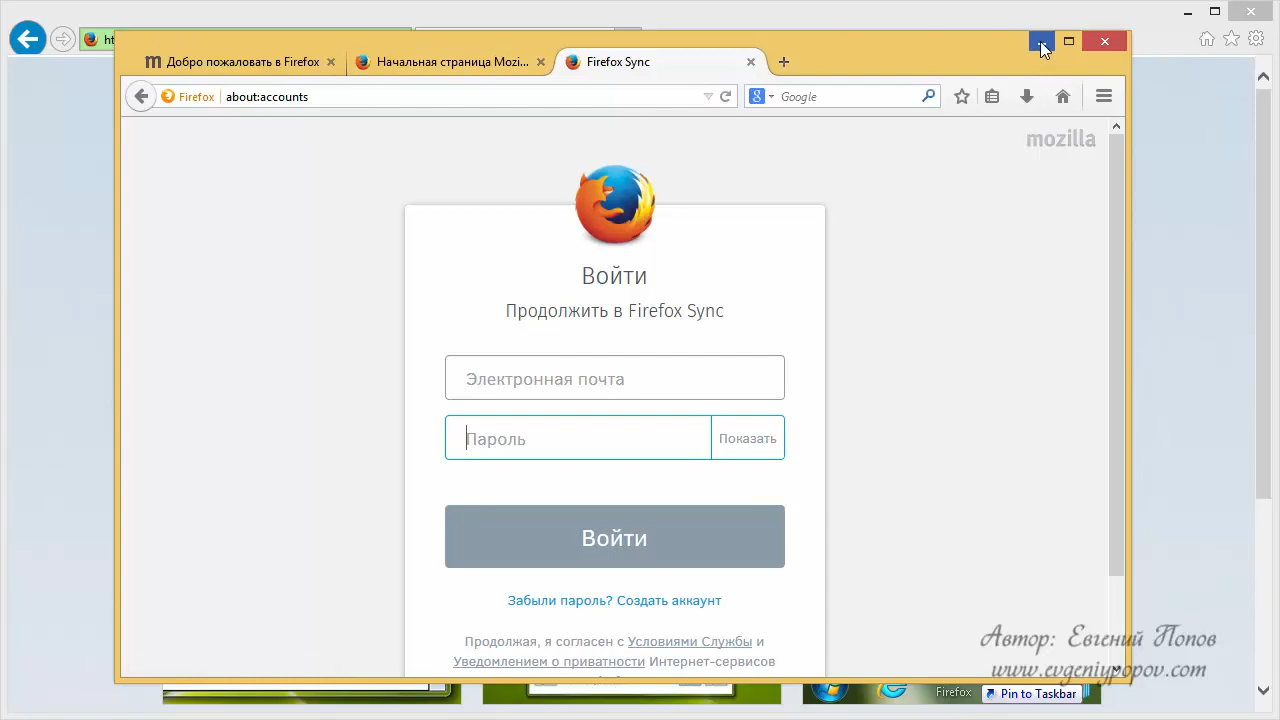 ht
Добро пожаловать в Firefox
Начальная страница Mozi...
Firefox Sync
Firefox
about:accounts
Google
mozilla
Войти
Продолжить в Firefox Sync
Электронная почта
Пароль
Показать
Войти
Забыли пароль? Создать аккаунт
Продолжая, я согласен с Условиями Службы и
Уведомлением о приватности Интернет-сервисов
Автор: Евгений Попов
www.evgeniypopov.com
Firefox
Pin to Taskbar